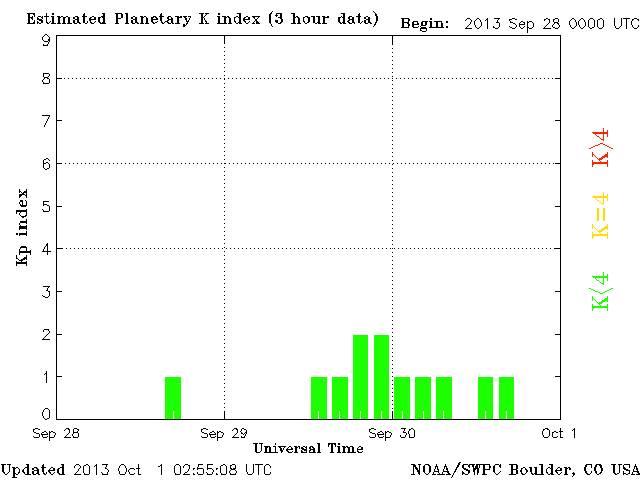 Estimated Planetary K index (3 hour data)
Begin: 2013 Sep 28 0000 UTC
9
8
7
6
5
4
3
2
1
0
Kp index
Sep 28
Sep 29
Sep 30
Oct 1
Universal Time
K>4
K=4
K<4
Updated 2013 Oct 1 02:55:08 UTC
NOAA/SWPC Boulder, CO USA